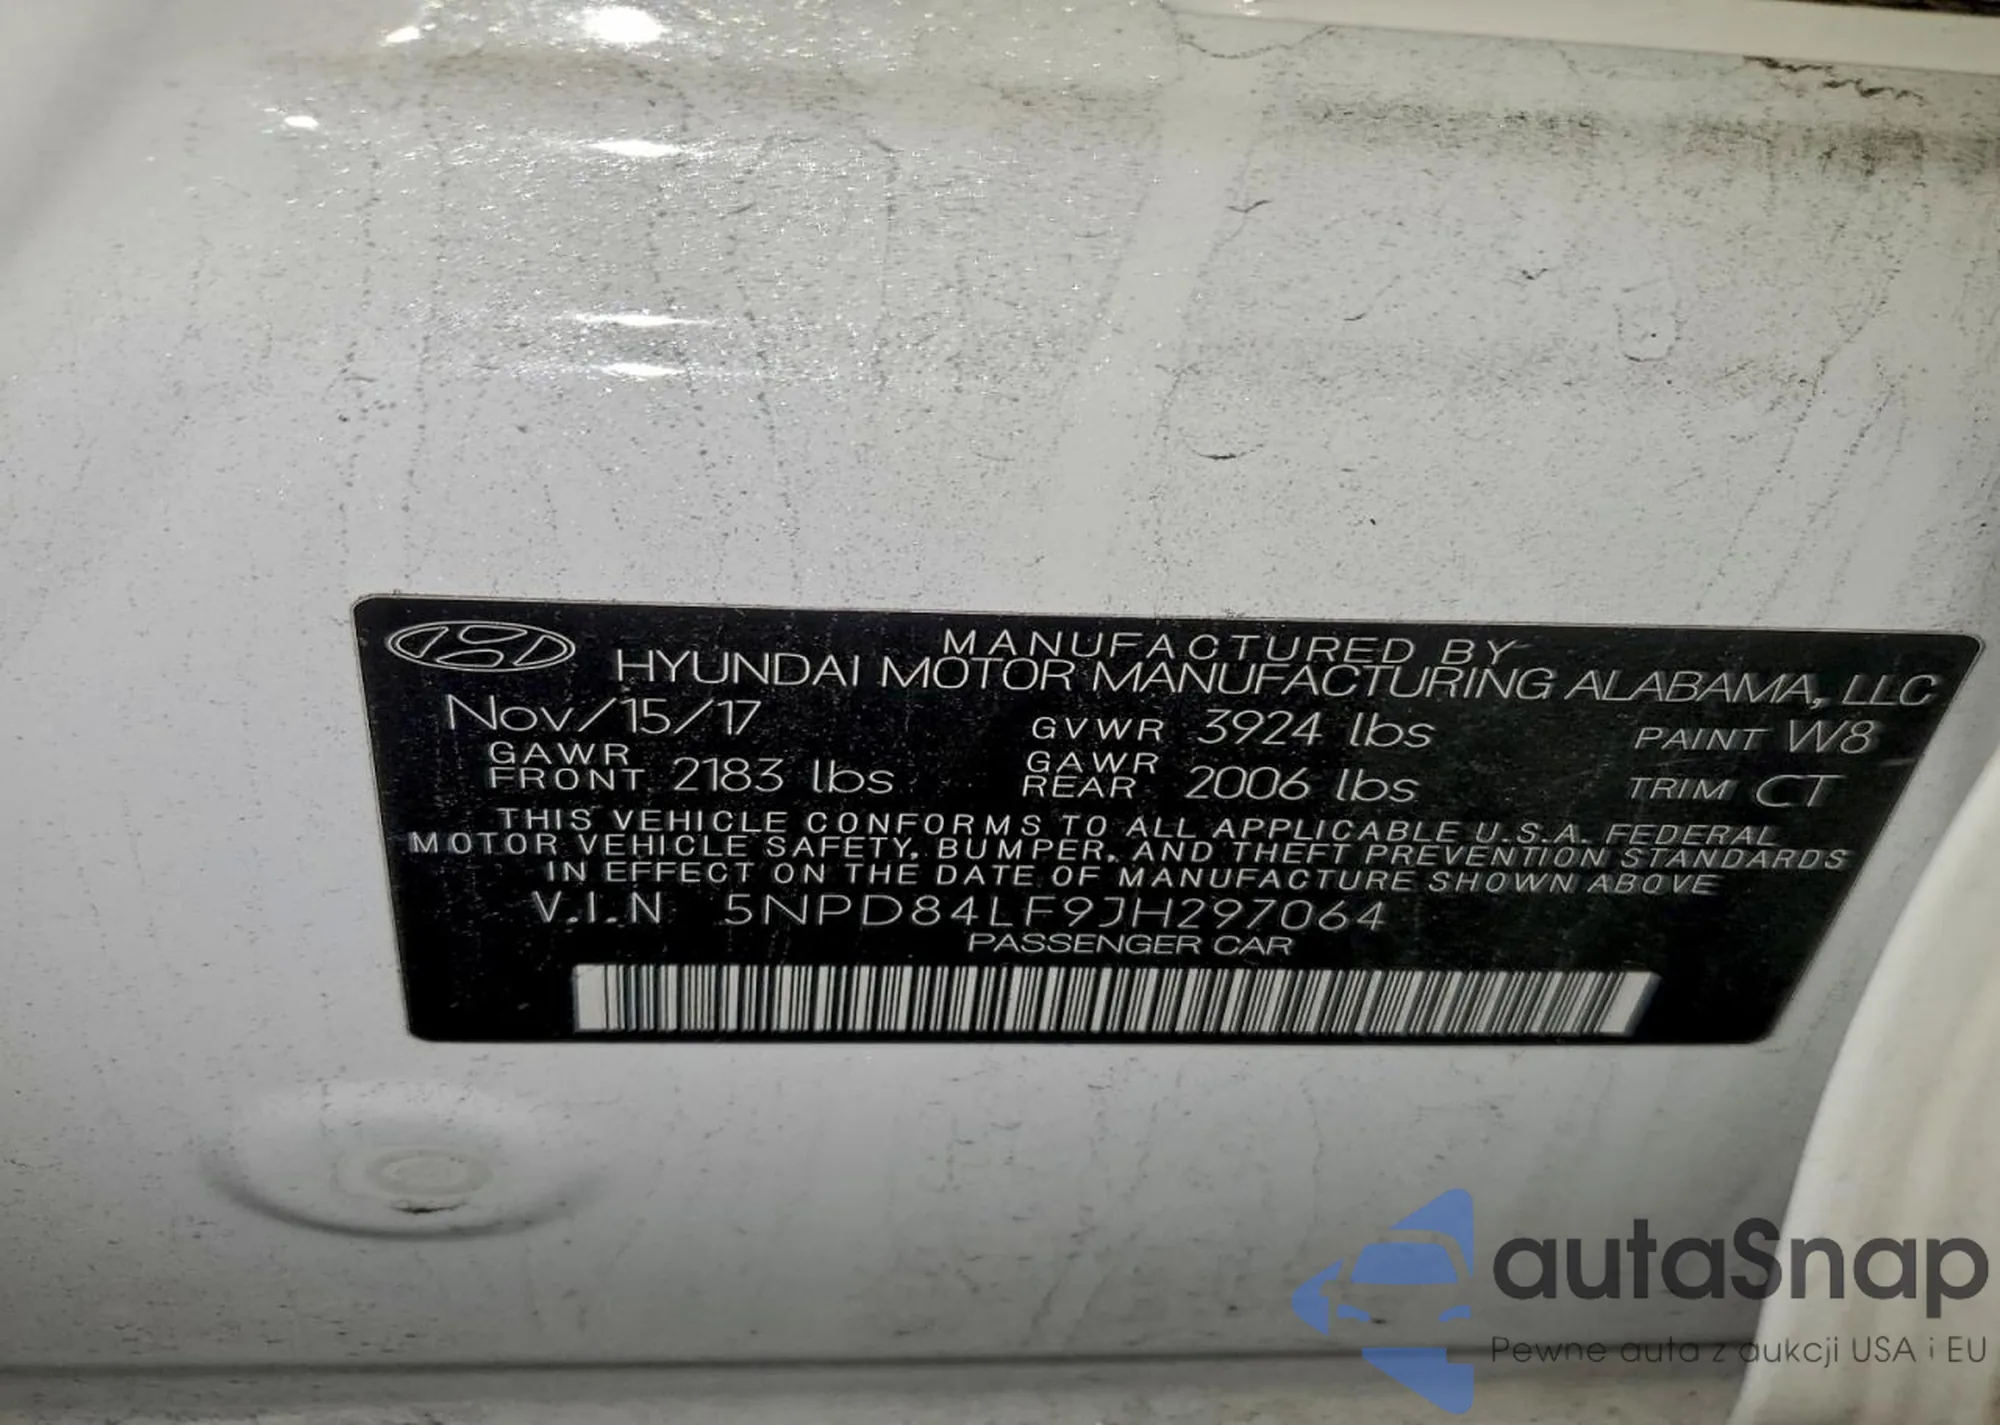 MANUFACTURED BY
HYUNDAI MOTOR MANUFACTURING ALABAMA, LLC
Nov/15/17 GVWR 3924 lbs PAINT W8
GAWR FRONT 2183 lbs GAWR REAR 2006 lbs TRIM CT
THIS VEHICLE CONFORMS TO ALL APPLICABLE U.S.A. FEDERAL
MOTOR VEHICLE SAFETY, BUMPER, AND THEFT PREVENTION STANDARDS
IN EFFECT ON THE DATE OF MANUFACTURE SHOWN ABOVE
V.I.N 5NPD84LF9JH297064
PASSENGER CAR
autaSnap
Pewne auta z aukcji USA i EU